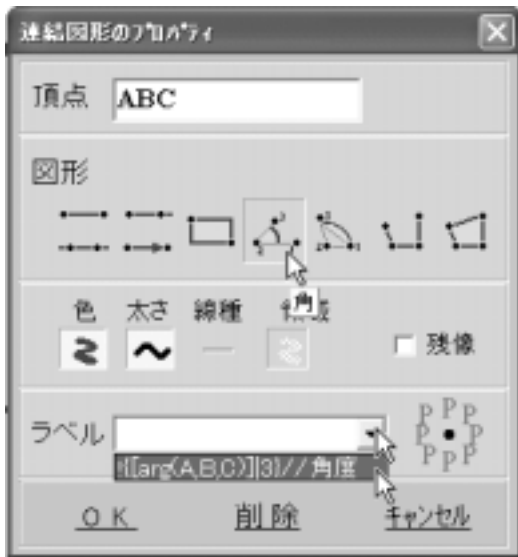 連結図形のﾌﾟﾛﾊﾟﾃｨ
頂点 ABC
図形
角
色 太さ 線種
残像
ラベル
[arg(A,B,C)]|3)//角度
P P P
P P
P P P
OK 削除 ｷｬﾝｾﾙ